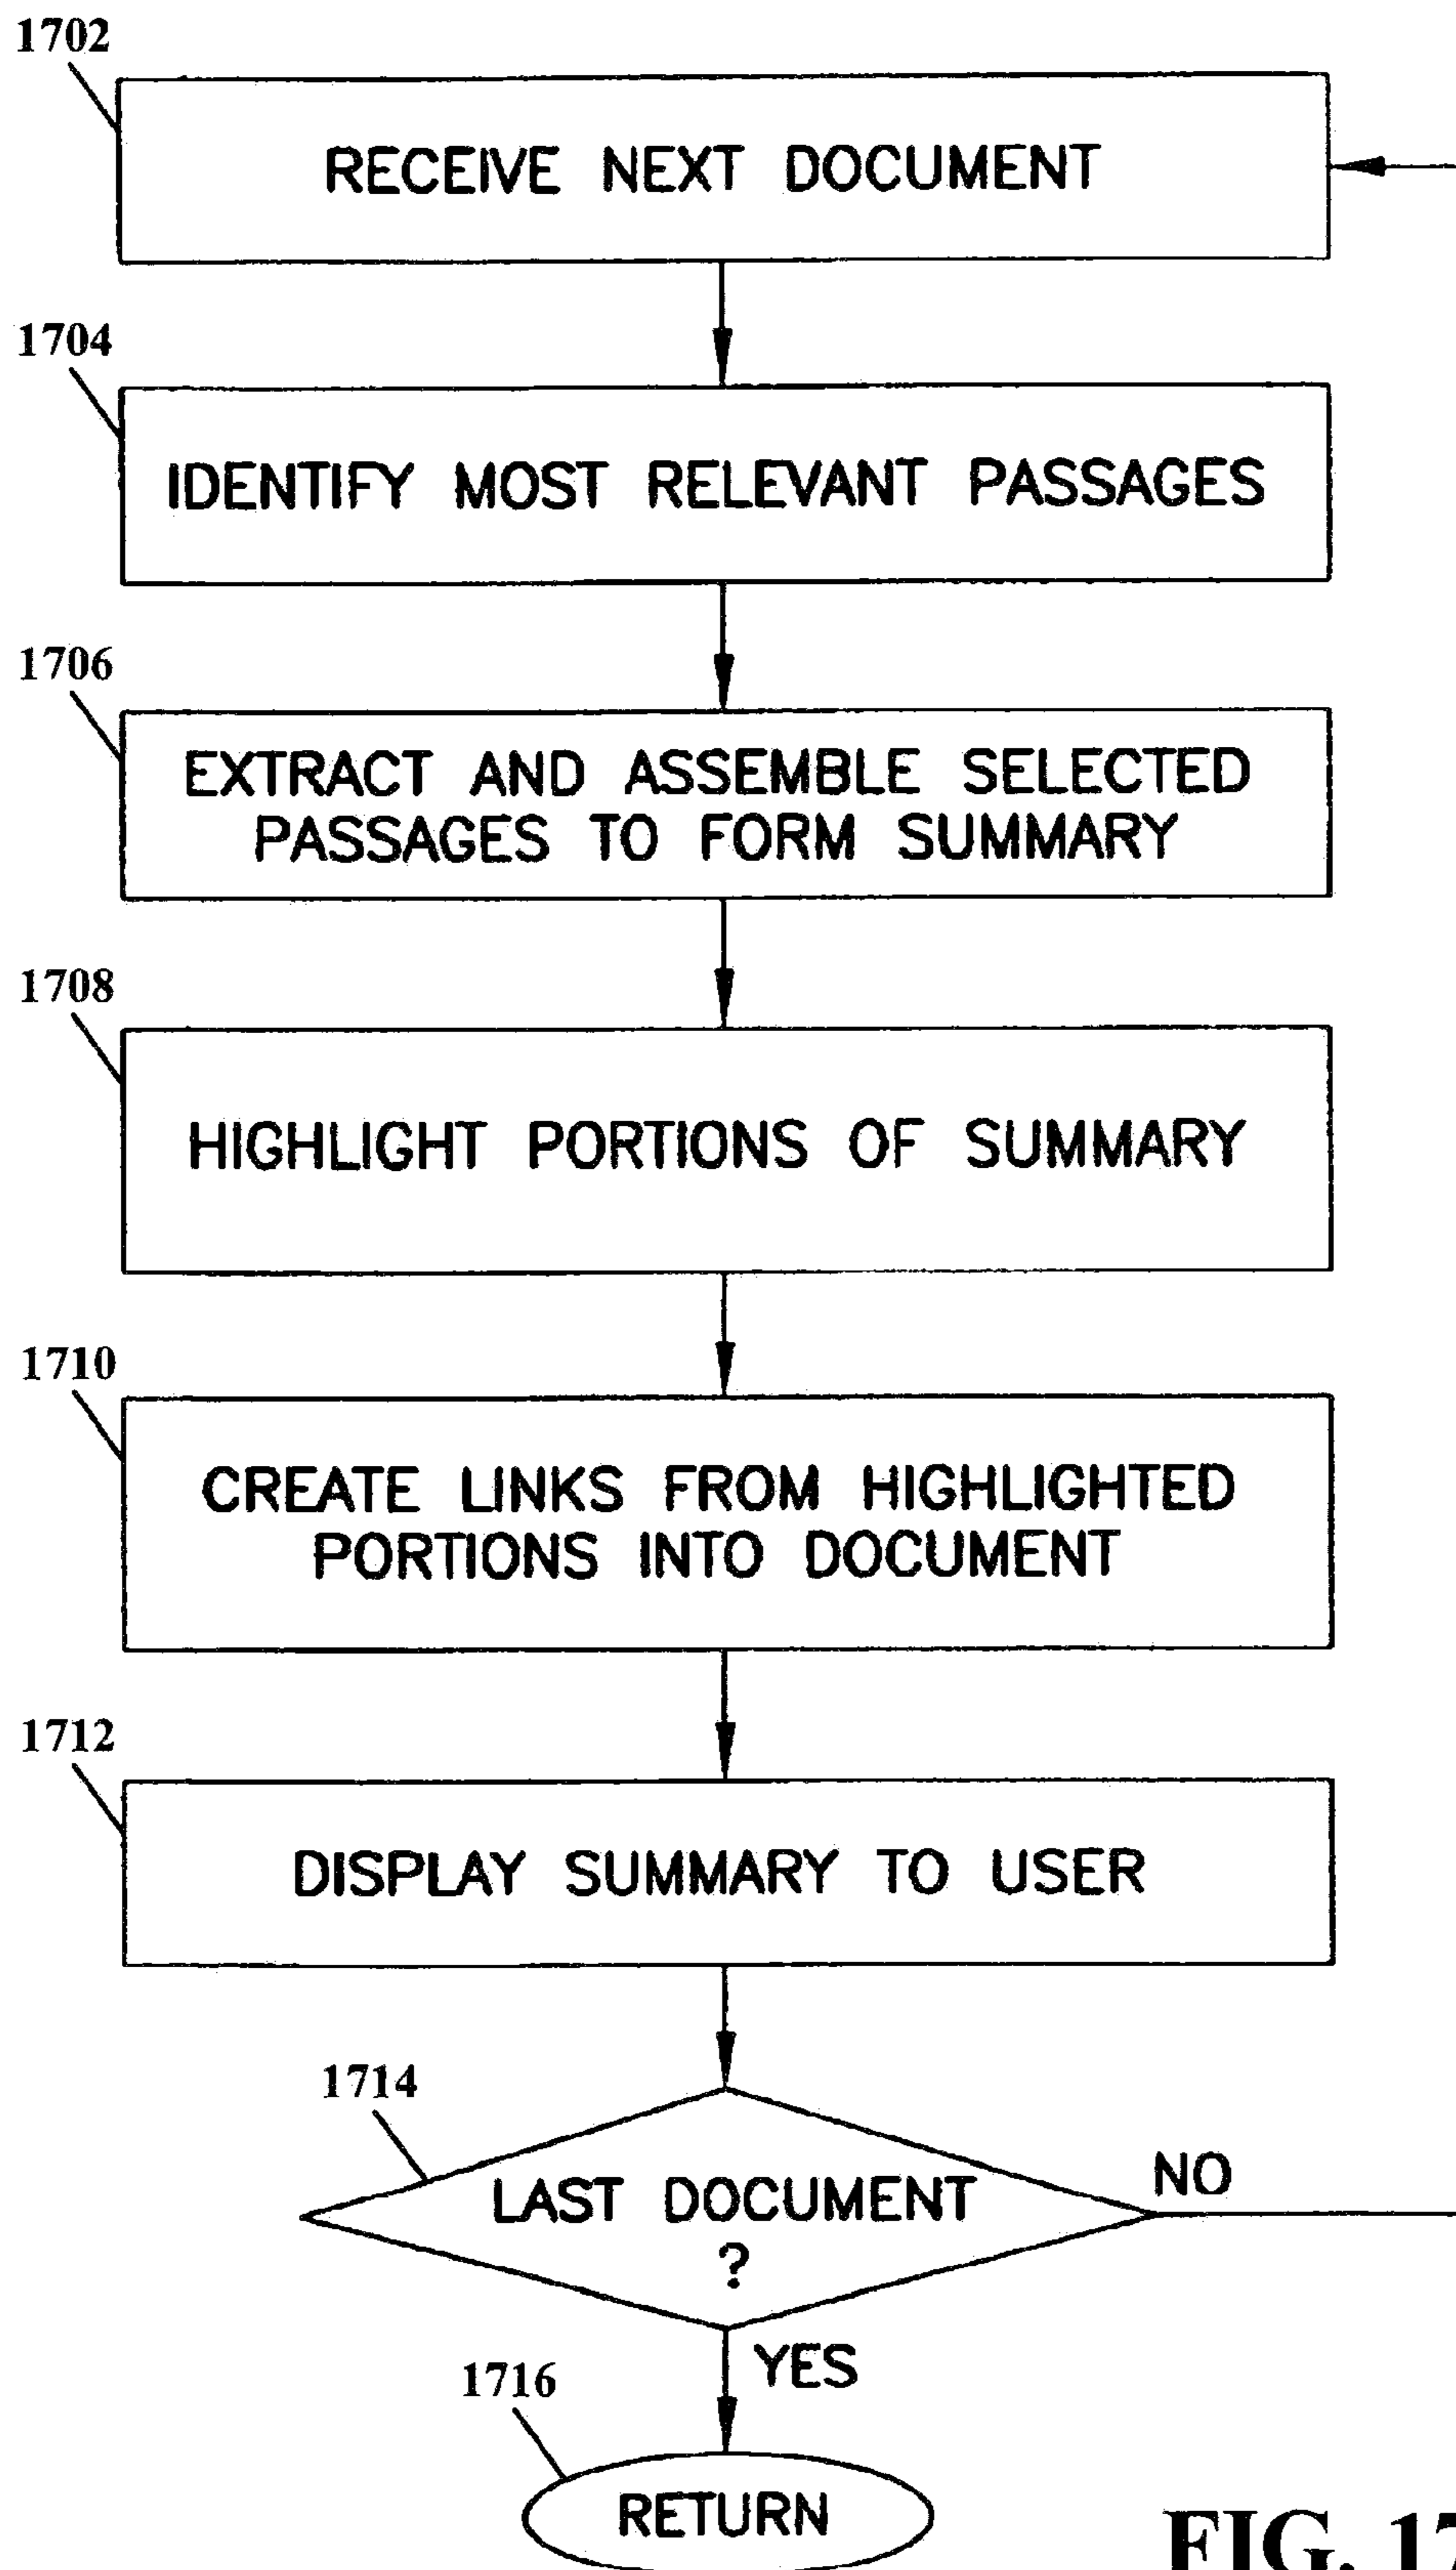 1702
RECEIVE NEXT DOCUMENT
1704
IDENTIFY MOST RELEVANT PASSAGES
1706
EXTRACT AND ASSEMBLE SELECTED
PASSAGES TO FORM SUMMARY
1708
HIGHLIGHT PORTIONS OF SUMMARY
1710
CREATE LINKS FROM HIGHLIGHTED
PORTIONS INTO DOCUMENT
1712
DISPLAY SUMMARY TO USER
1714
LAST DOCUMENT
?
NO
YES
1716
RETURN
FIG. 17